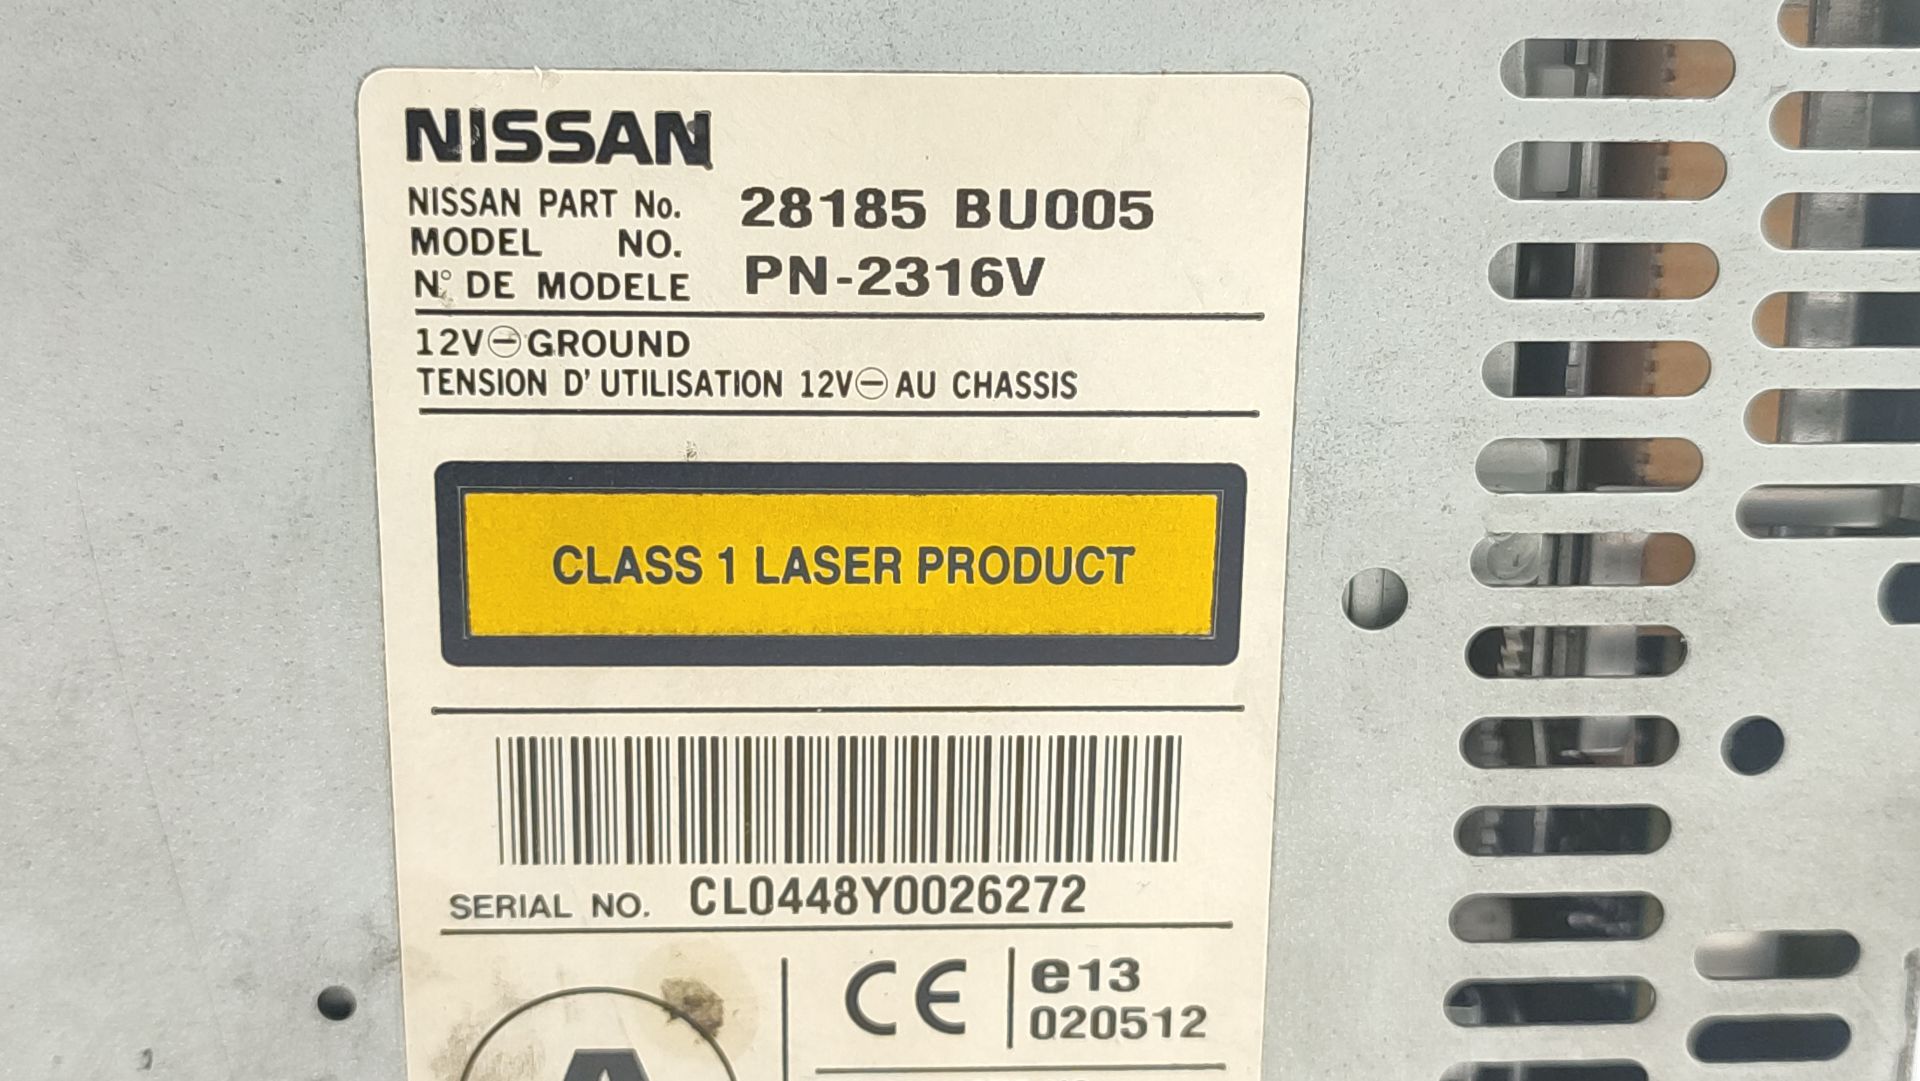 NISSAN
NISSAN PART No. 28185 BU005
MODEL NO.
N° DE MODELE PN-2316V
12V⊖GROUND
TENSION D'UTILISATION 12V⊖AU CHASSIS
CLASS 1 LASER PRODUCT
SERIAL NO. CL0448Y0026272
CE e13
020512
A